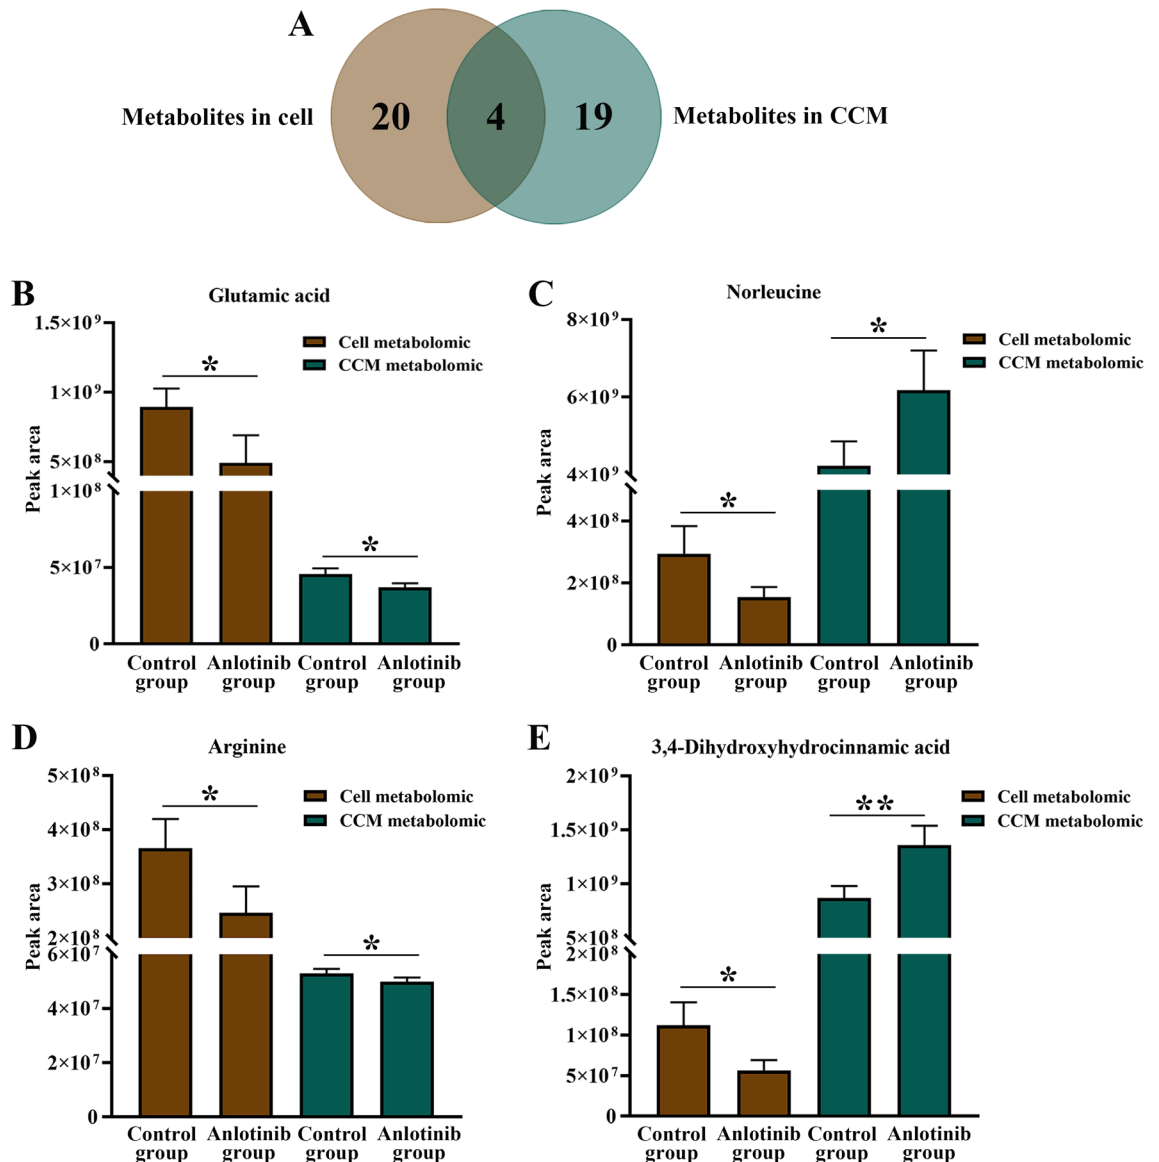 A
Metabolites in cell
20
4
19
Metabolites in CCM
B
Glutamic acid
Cell metabolomic
CCM metabolomic
Peak area
1.5×10⁹
1×10⁹
5×10⁸
1×10⁸
5×10⁷
0
*
*
Control group
Anlotinib group
Control group
Anlotinib group
C
Norleucine
Cell metabolomic
CCM metabolomic
Peak area
8×10⁹
6×10⁹
4×10⁹
4×10⁸
2×10⁸
0
*
*
Control group
Anlotinib group
Control group
Anlotinib group
D
Arginine
Cell metabolomic
CCM metabolomic
Peak area
5×10⁸
4×10⁸
3×10⁸
2×10⁸
6×10⁷
4×10⁷
2×10⁷
0
*
*
Control group
Anlotinib group
Control group
Anlotinib group
E
3,4-Dihydroxyhydrocinnamic acid
Cell metabolomic
CCM metabolomic
Peak area
2×10⁹
1.5×10⁹
1×10⁹
5×10⁸
2×10⁸
1.5×10⁸
1×10⁸
5×10⁷
0
*
**
Control group
Anlotinib group
Control group
Anlotinib group